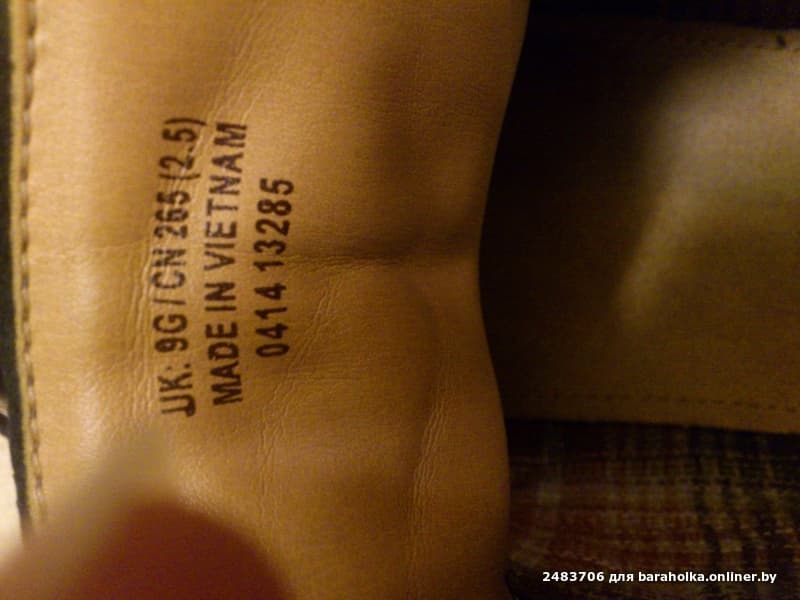 UK: 9G / CN 265 (2.5)
MADE IN VIETNAM
0414 13285
2483706 для baraholka.onliner.by